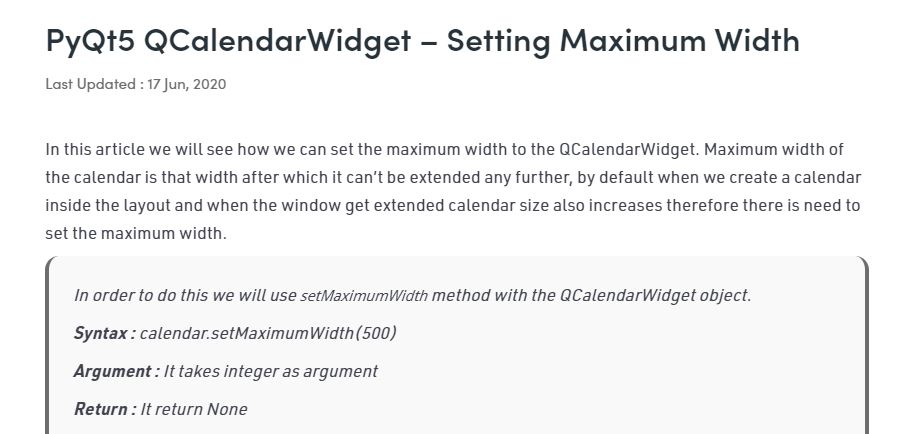 PyQt5 QCalendarWidget – Setting Maximum Width
Last Updated : 17 Jun, 2020
In this article we will see how we can set the maximum width to the QCalendarWidget. Maximum width of
the calendar is that width after which it can't be extended any further, by default when we create a calendar
inside the layout and when the window get extended calendar size also increases therefore there is need to
set the maximum width.
In order to do this we will use setMaximumWidth method with the QCalendarWidget object.
Syntax : calendar.setMaximumWidth(500)
Argument : It takes integer as argument
Return : It return None